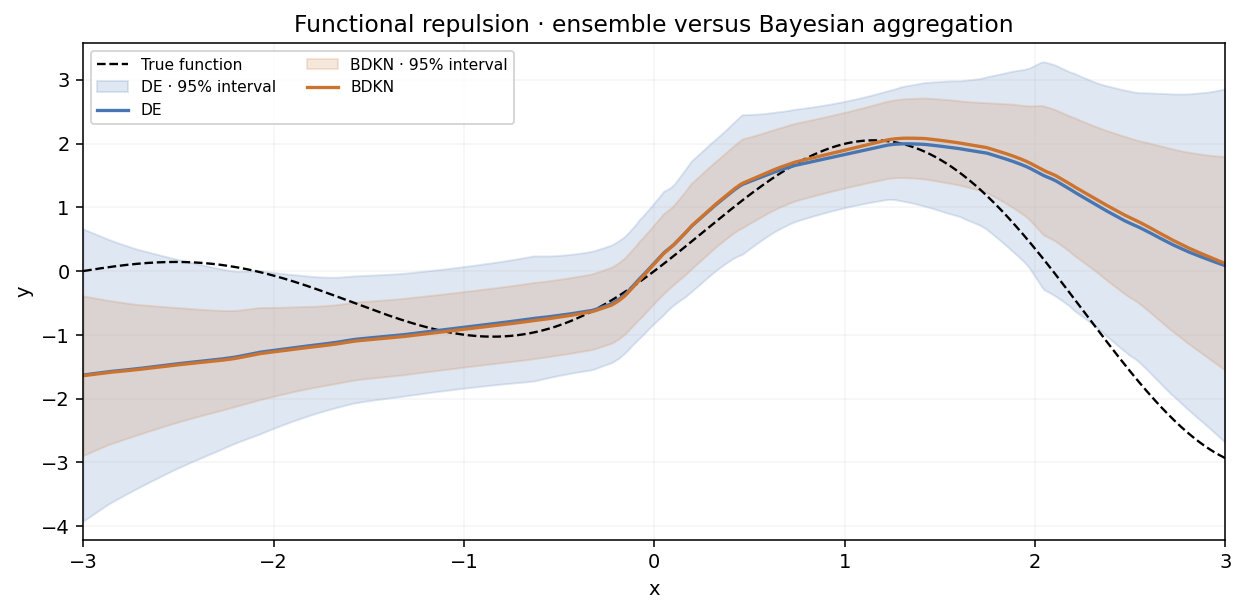 Functional repulsion · ensemble versus Bayesian aggregation
True function
DE · 95% interval
DE
BDKN · 95% interval
BDKN
y
3
2
1
0
−1
−2
−3
−4
−3
−2
−1
0
1
2
3
x